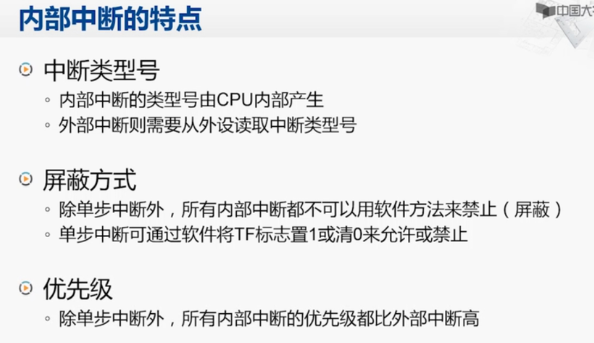 内部中断的特点
中国大
中断类型号
内部中断的类型号由CPU内部产生
外部中断则需要从外设读取中断类型号
屏蔽方式
除单步中断外，所有内部中断都不可以用软件方法来禁止（屏蔽）
单步中断可通过软件将TF标志置1或清0来允许或禁止
优先级
除单步中断外，所有内部中断的优先级都比外部中断高